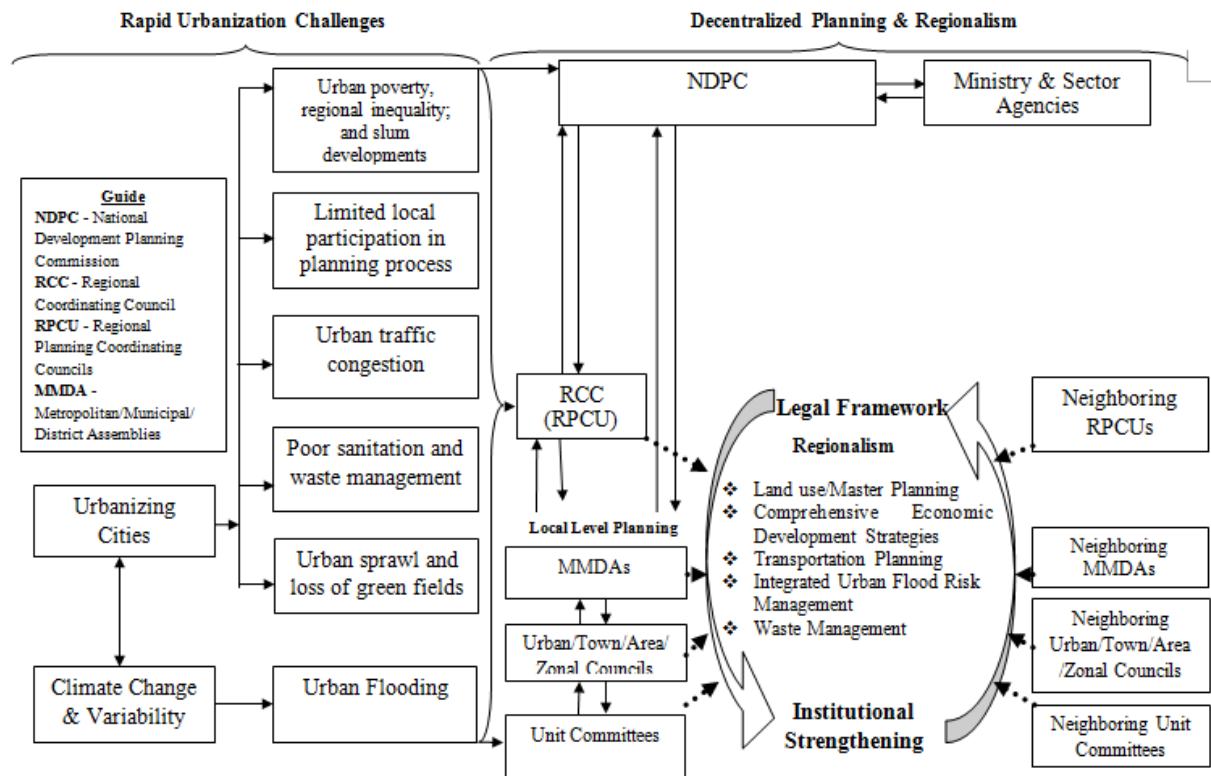 Rapid Urbanization Challenges
Decentralized Planning & Regionalism
Guide
NDPC - National
Development Planning
Commission
RCC - Regional
Coordinating Council
RPCU - Regional
Planning Coordinating
Councils
MMDA -
Metropolitan/Municipal/
District Assemblies
Urbanizing
Cities
Climate Change
& Variability
Urban poverty,
regional inequality;
and slum
developments
Limited local
participation in
planning process
Urban traffic
congestion
Poor sanitation and
waste management
Urban sprawl and
loss of green fields
Urban Flooding
NDPC
Ministry & Sector
Agencies
RCC
(RPCU)
Local Level Planning
MMDAs
Urban/Town/Area/
Zonal Councils
Unit Committees
Legal Framework
Regionalism
❖ Land use/Master Planning
❖ Comprehensive Economic
Development Strategies
❖ Transportation Planning
❖ Integrated Urban Flood Risk
Management
❖ Waste Management
Institutional
Strengthening
Neighboring
RPCUs
Neighboring
MMDAs
Neighboring
Urban/Town/Area
/Zonal Councils
Neighboring Unit
Committees